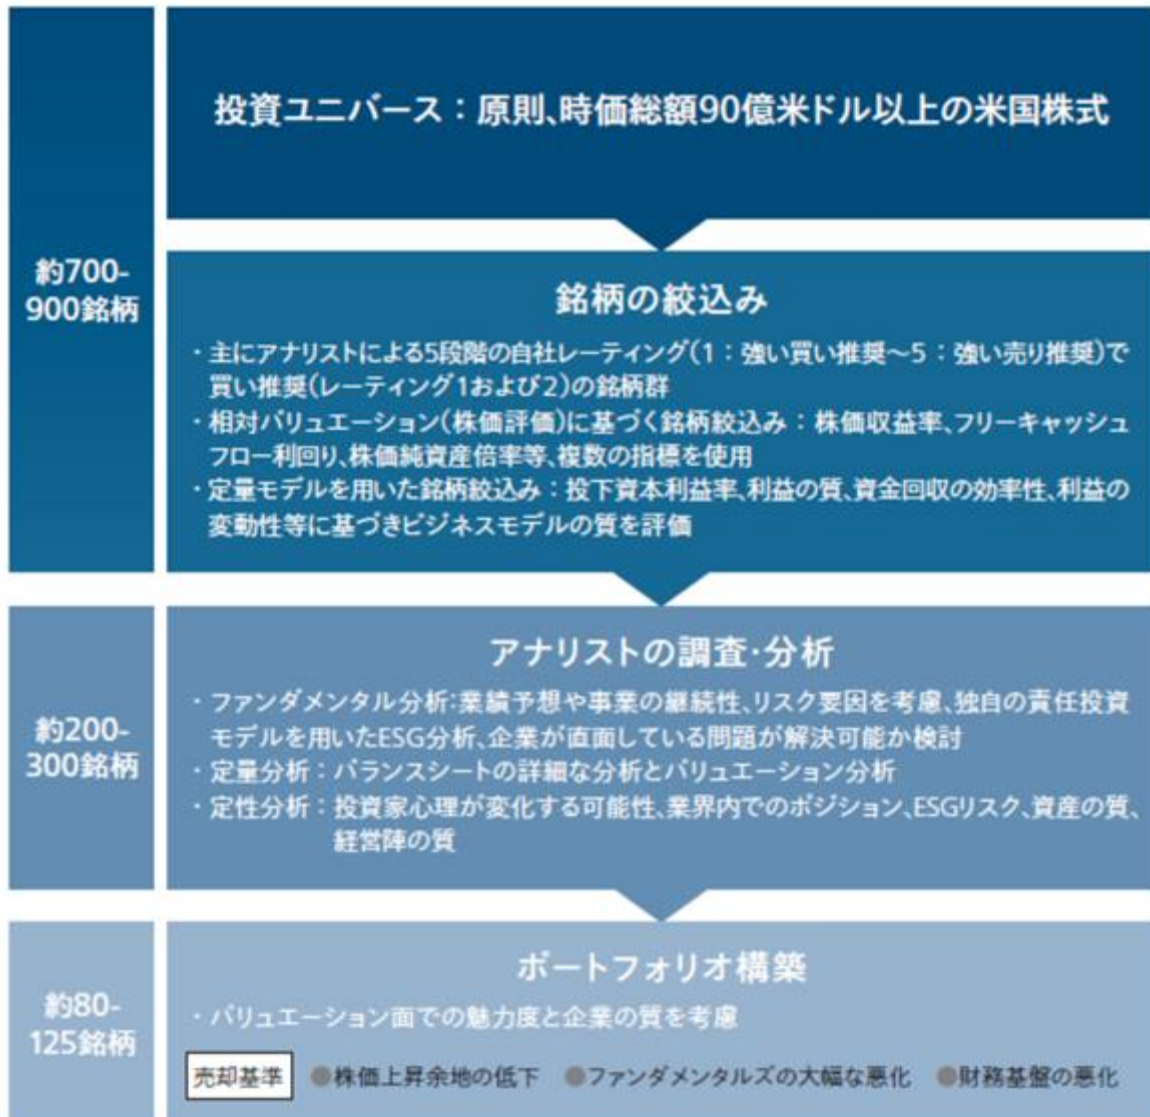 投資ユニバース：原則、時価総額90億米ドル以上の米国株式
約700-
900銘柄
銘柄の絞込み
・主にアナリストによる5段階の自社レーティング(1：強い買い推奨～5：強い売り推奨)で
買い推奨(レーティング1および2)の銘柄群
・相対バリュエーション(株価評価)に基づく銘柄絞込み：株価収益率、フリーキャッシュ
フロー利回り、株価純資産倍率等、複数の指標を使用
・定量モデルを用いた銘柄絞込み：投下資本利益率、利益の質、資金回収の効率性、利益の
変動性等に基づきビジネスモデルの質を評価
約200-
300銘柄
アナリストの調査・分析
・ファンダメンタル分析：業績予想や事業の継続性、リスク要因を考慮、独自の責任投資
モデルを用いたESG分析、企業が直面している問題が解決可能か検討
・定量分析：バランスシートの詳細な分析とバリュエーション分析
・定性分析：投資家心理が変化する可能性、業界内でのポジション、ESGリスク、資産の質、
経営陣の質
約80-
125銘柄
ポートフォリオ構築
・バリュエーション面での魅力度と企業の質を考慮
売却基準 ●株価上昇余地の低下 ●ファンダメンタルズの大幅な悪化 ●財務基盤の悪化